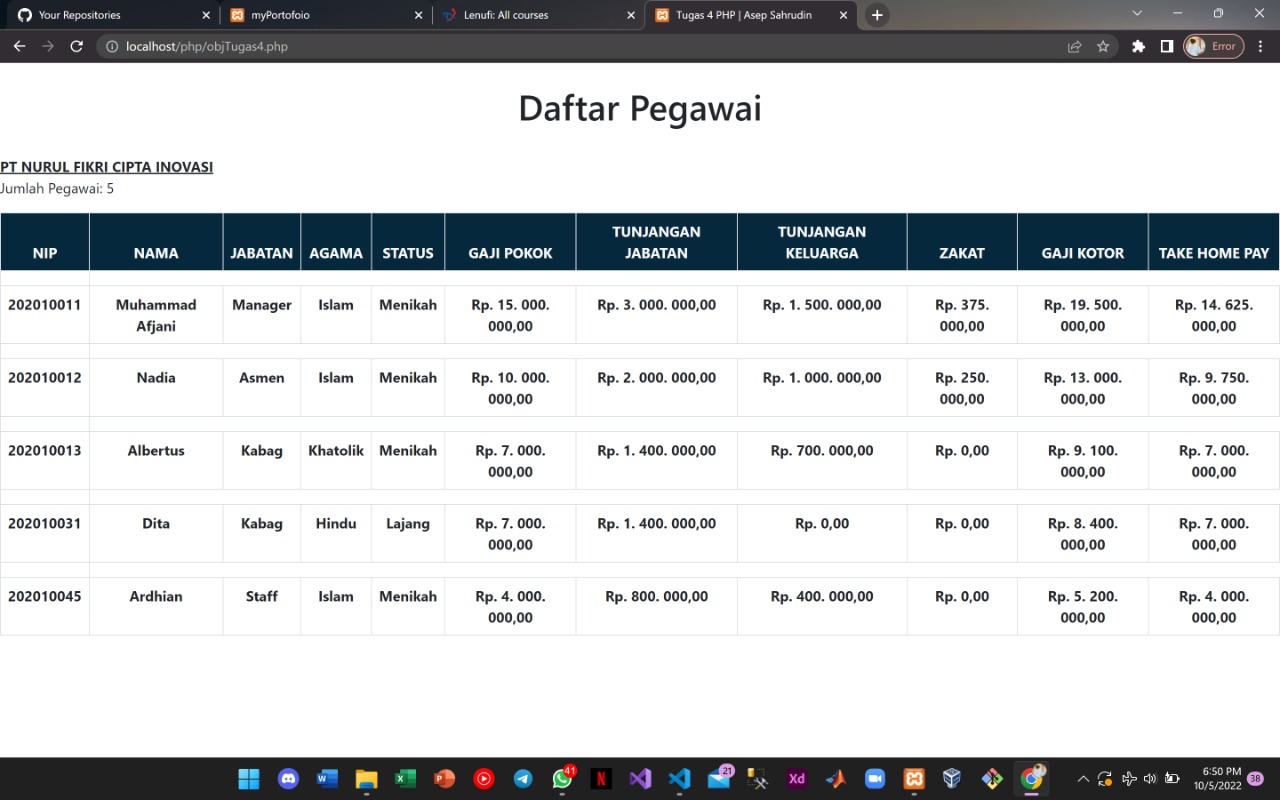 Your Repositories
myPortofoio
Lenufi: All courses
Tugas 4 PHP | Asep Sahrudin
localhost/php/objTugas4.php
Error
Daftar Pegawai
PT NURUL FIKRI CIPTA INOVASI
Jumlah Pegawai: 5
NIP NAMA JABATAN AGAMA STATUS GAJI POKOK TUNJANGAN JABATAN TUNJANGAN KELUARGA ZAKAT GAJI KOTOR TAKE HOME PAY
202010011 Muhammad Afjani Manager Islam Menikah Rp. 15. 000. 000,00 Rp. 3. 000. 000,00 Rp. 1. 500. 000,00 Rp. 375. 000,00 Rp. 19. 500. 000,00 Rp. 14. 625. 000,00
202010012 Nadia Asmen Islam Menikah Rp. 10. 000. 000,00 Rp. 2. 000. 000,00 Rp. 1. 000. 000,00 Rp. 250. 000,00 Rp. 13. 000. 000,00 Rp. 9. 750. 000,00
202010013 Albertus Kabag Khatolik Menikah Rp. 7. 000. 000,00 Rp. 1. 400. 000,00 Rp. 700. 000,00 Rp. 0,00 Rp. 9. 100. 000,00 Rp. 7. 000. 000,00
202010031 Dita Kabag Hindu Lajang Rp. 7. 000. 000,00 Rp. 1. 400. 000,00 Rp. 0,00 Rp. 0,00 Rp. 8. 400. 000,00 Rp. 7. 000. 000,00
202010045 Ardhian Staff Islam Menikah Rp. 4. 000. 000,00 Rp. 800. 000,00 Rp. 400. 000,00 Rp. 0,00 Rp. 5. 200. 000,00 Rp. 4. 000. 000,00
41
21
Xd
6:50 PM
10/5/2022
38